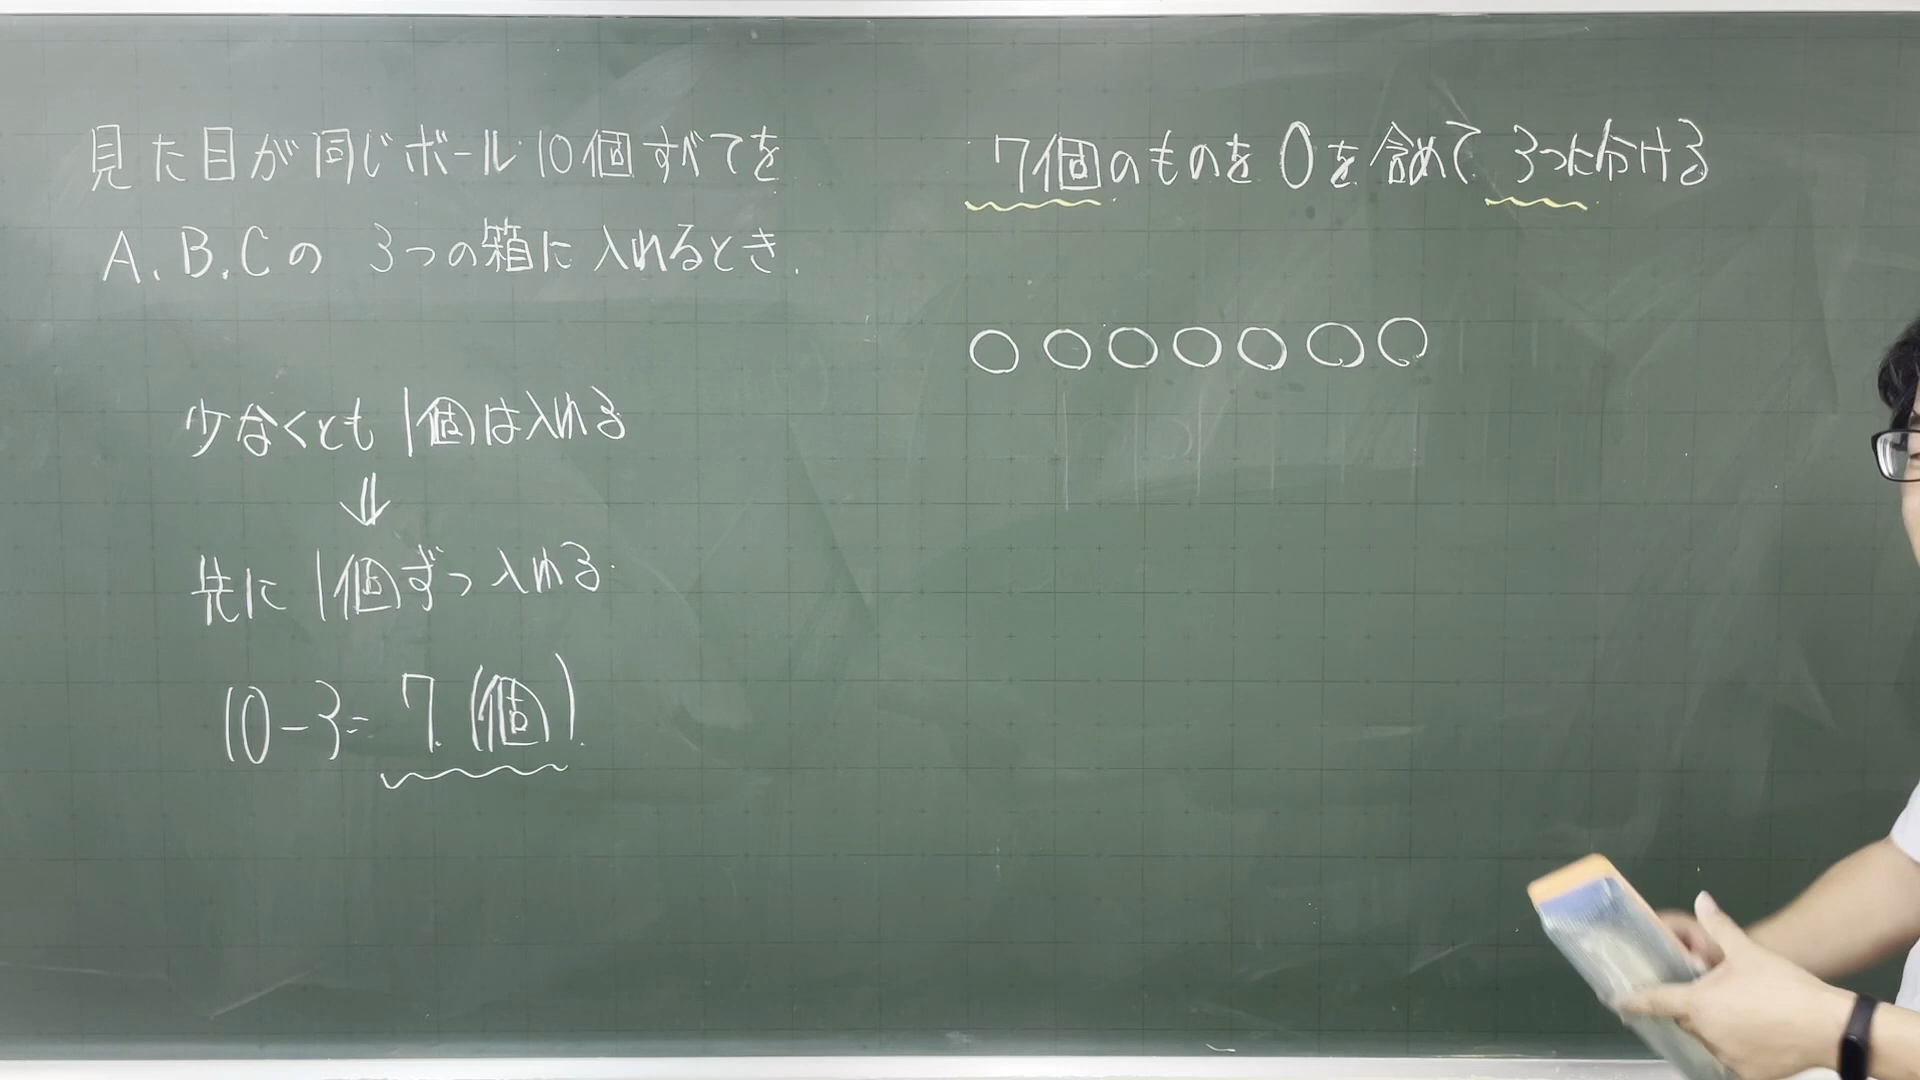 見た目が同じボール10個すべてを
A.B.Cの 3つの箱に入れるとき.
少なくとも1個は入れる
⇓
先に1個ずつ入れる.
10-3=7(個).
7個のものを0を含めて3つに分ける
○○○○○○○